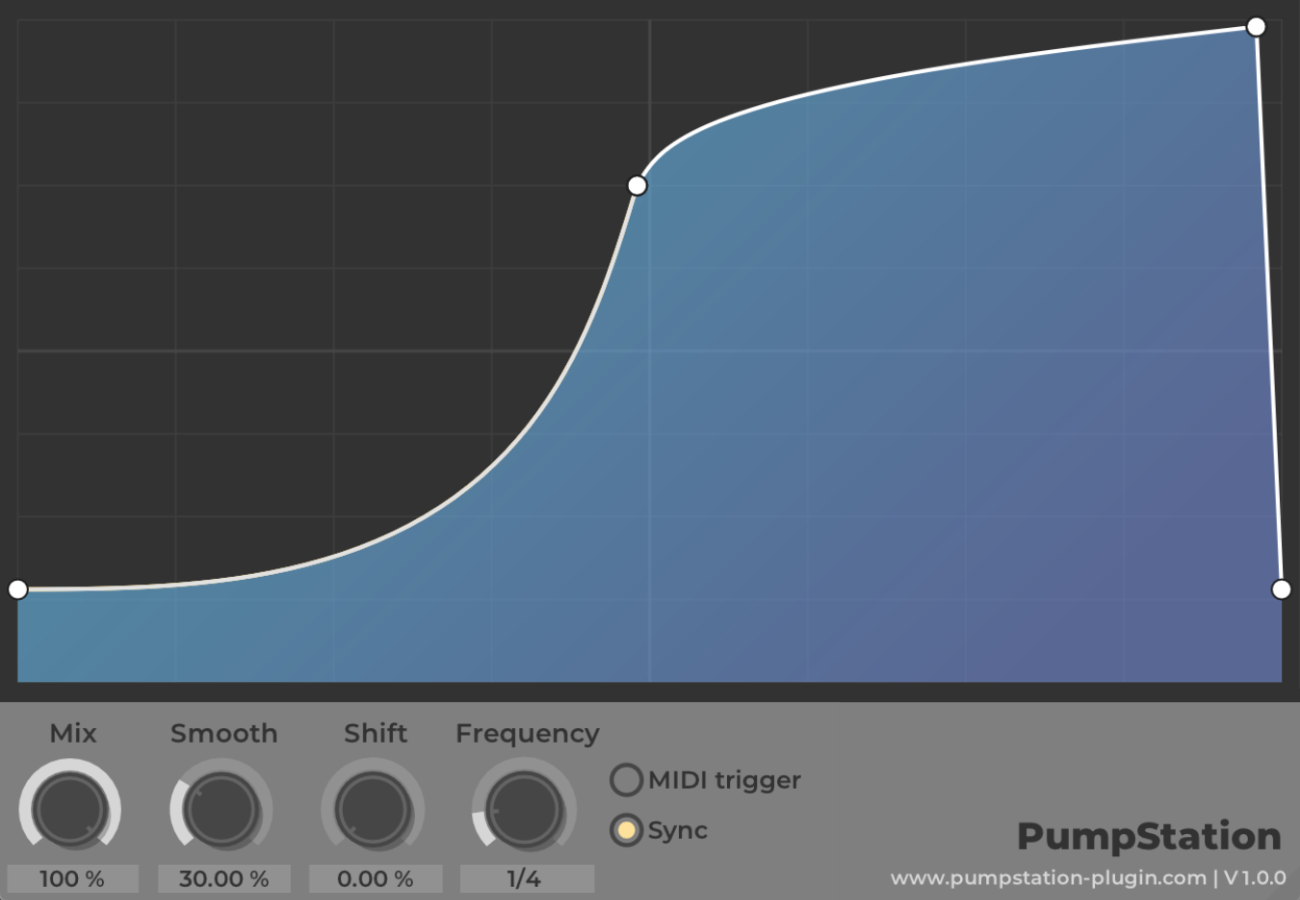 Mix Smooth Shift Frequency
MIDI trigger
Sync
PumpStation
100 % 30.00 % 0.00 % 1/4
www.pumpstation-plugin.com | V 1.0.0